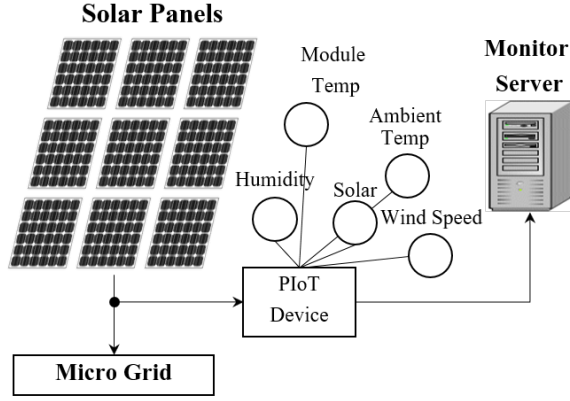 Solar Panels
Module
Temp
Monitor
Server
Ambient
Temp
Humidity
Solar
Wind Speed
PIoT
Device
Micro Grid